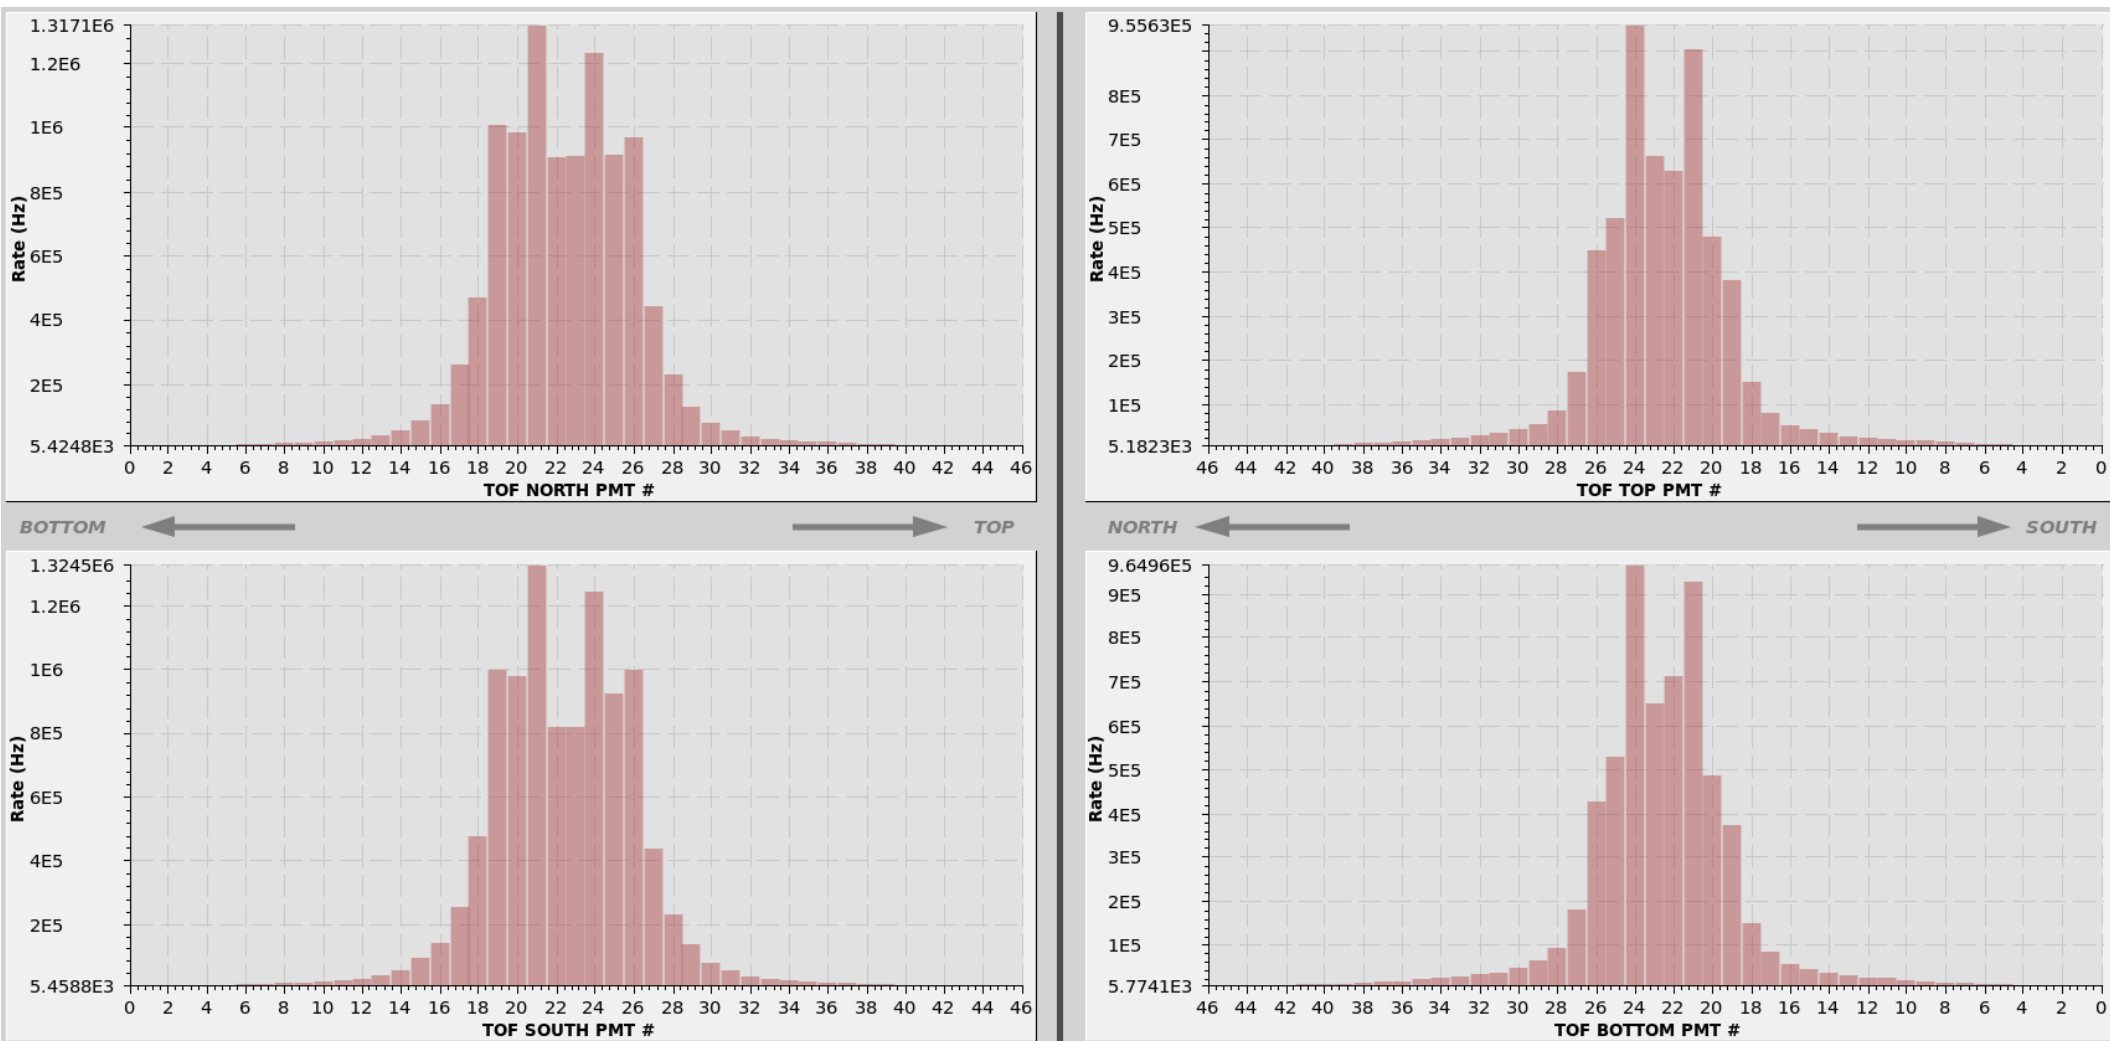 1.3171E6
1.2E6
1E6
8E5
6E5
4E5
2E5
5.4248E3
Rate (Hz)
0 2 4 6 8 10 12 14 16 18 20 22 24 26 28 30 32 34 36 38 40 42 44 46
TOF NORTH PMT #
9.5563E5
8E5
7E5
6E5
5E5
4E5
3E5
2E5
1E5
5.1823E3
Rate (Hz)
46 44 42 40 38 36 34 32 30 28 26 24 22 20 18 16 14 12 10 8 6 4 2 0
TOF TOP PMT #
BOTTOM TOP
NORTH SOUTH
1.3245E6
1.2E6
1E6
8E5
6E5
4E5
2E5
5.4588E3
Rate (Hz)
0 2 4 6 8 10 12 14 16 18 20 22 24 26 28 30 32 34 36 38 40 42 44 46
TOF SOUTH PMT #
9.6496E5
9E5
8E5
7E5
6E5
5E5
4E5
3E5
2E5
1E5
5.7741E3
Rate (Hz)
46 44 42 40 38 36 34 32 30 28 26 24 22 20 18 16 14 12 10 8 6 4 2 0
TOF BOTTOM PMT #